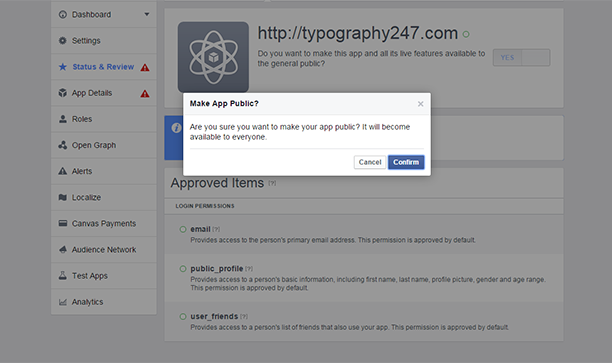 Dashboard
Settings
Status & Review
App Details
Roles
Open Graph
Alerts
Localize
Canvas Payments
Audience Network
Test Apps
Analytics
http://typography247.com
Do you want to make this app and all its live features available to
the general public?
YES
Make App Public?
Are you sure you want to make your app public? It will become
available to everyone.
Cancel
Confirm
Approved Items [?]
LOGIN PERMISSIONS
email [?]
Provides access to the person's primary email address. This permission is approved by default.
public_profile [?]
Provides access to a person's basic information, including first name, last name, profile picture, gender and age range.
This permission is approved by default.
user_friends [?]
Provides access to a person's list of friends that also use your app. This permission is approved by default.